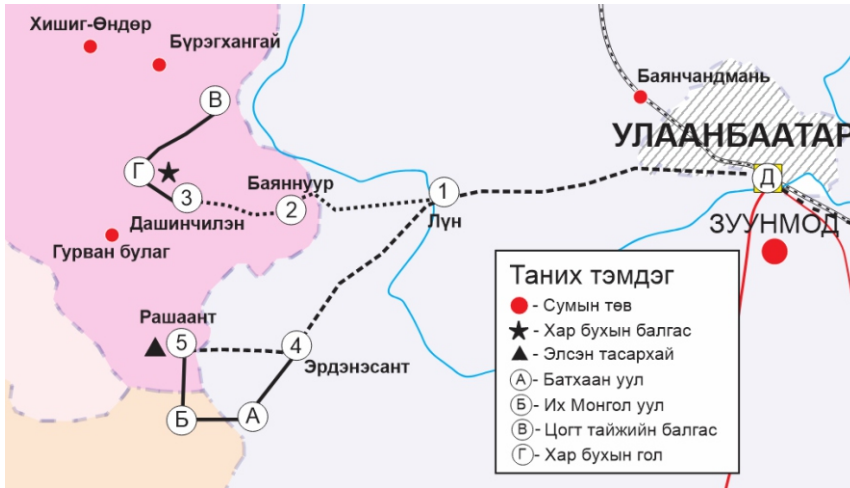 Хишиг-Өндөр
Бүрэгхангай
Баянчандмань
В
УЛААНБААТАР
Г
Баяннуур
Д
3
2
1
Дашинчилэн
Лүн
ЗУУНМОД
Гурван булаг
Таних тэмдэг
- Сумын төв
Рашаант
- Хар бухын балгас
5
4
- Элсэн тасархай
Эрдэнэсант
А - Батхаан уул
Б
А
Б - Их Монгол уул
В - Цогт тайжийн балгас
Г - Хар бухын гол